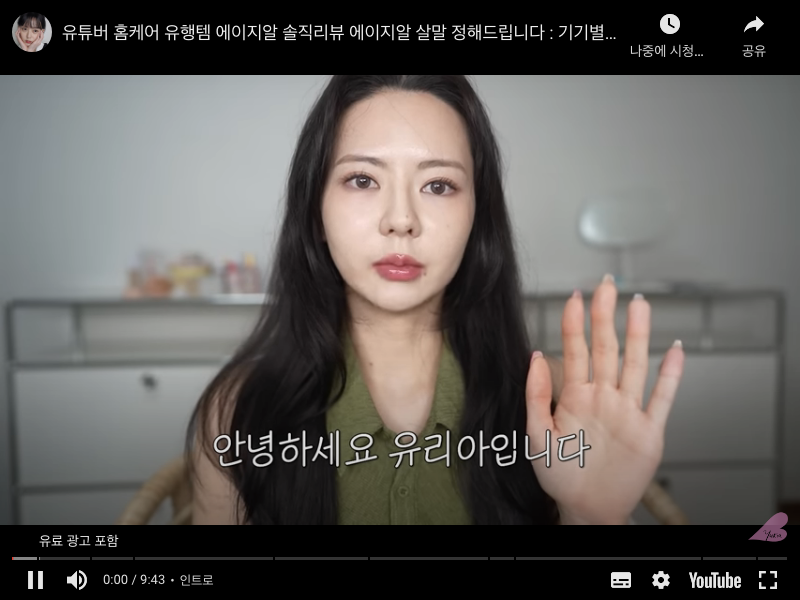 유튜버 홈케어 유행템 에이지알 솔직리뷰 에이지알 살말 정해드립니다 : 기기별...
나중에 시청...
공유
안녕하세요 유리아입니다
유료 광고 포함
0:00 / 9:43 • 인트로
YouTube